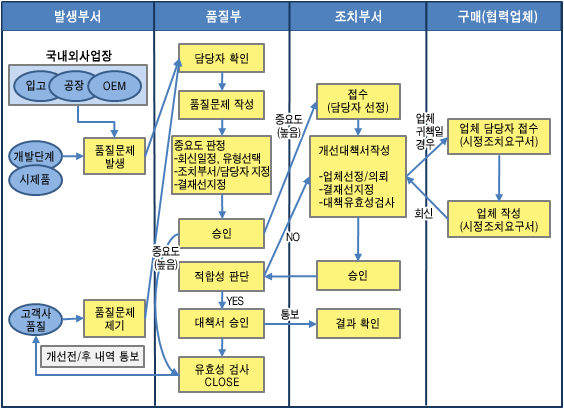 발생부서
품질부
조치부서
구매(협력업체)
국내외사업장
입고
공장
OEM
개발단계
시제품
품질문제
발생
고객사
품질
품질문제
제기
개선전/후 내역 통보
담당자 확인
품질문제 작성
중요도 판정
-회신일정, 유형선택
-조치부서/담당자 지정
-결재선지정
승인
중요도
(높음)
적합성 판단
YES
대책서 승인
유효성 검사
CLOSE
중요도
(높음)
NO
통보
접수
(담당자 선정)
개선대책서작성
-업체선정/의뢰
-결재선지정
-대책유효성검사
승인
결과 확인
업체
귀책일
경우
회신
업체 담당자 접수
(시정조치요구서)
업체 작성
(시정조치요구서)